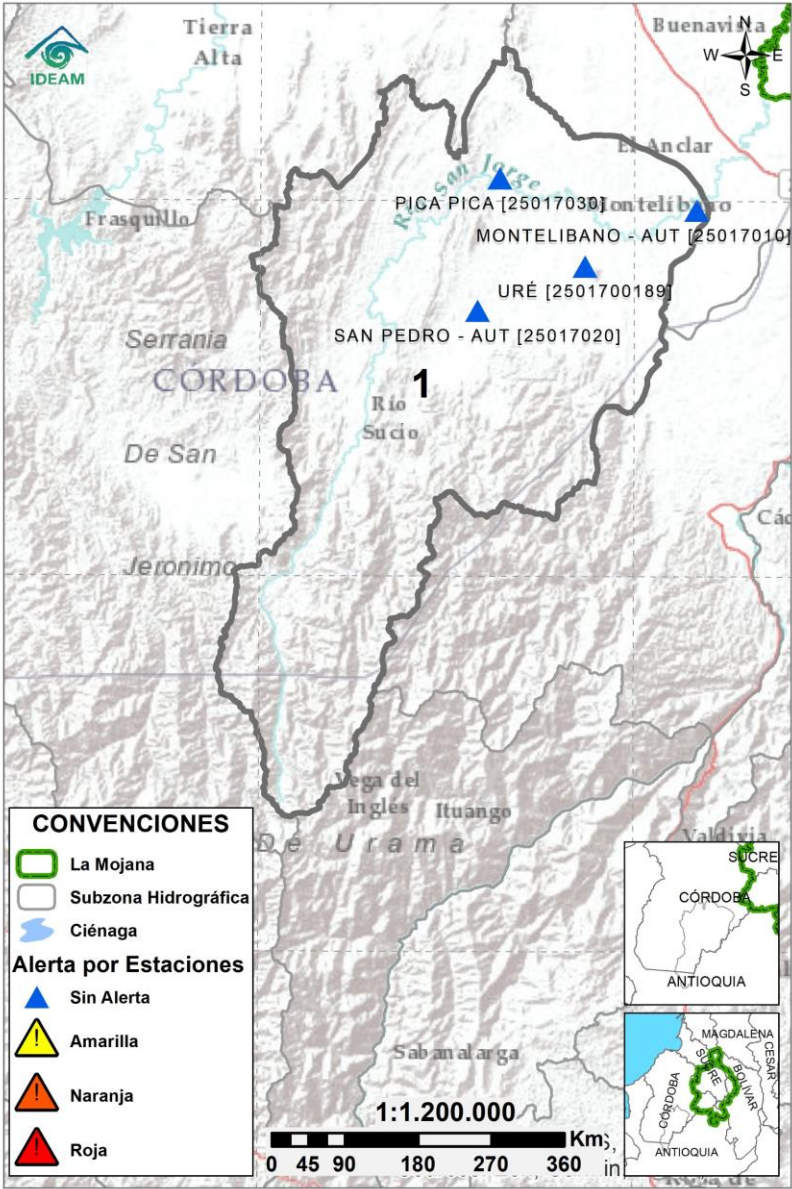 IDEAM
Tierra
Alta
Buenavista
N
W
E
S
El Anclar
Río San Jorge
Frasquillo
PICA PICA [25017030]
Montelíbano
MONTELIBANO - AUT [25017010]
URÉ [2501700189]
SAN PEDRO - AUT [25017020]
Serrania
CÓRDOBA
1
Río
Sucio
De San
Các
Jeronimo
Vega del
Inglés
Ituango
De Urama
Valdivia
CONVENCIONES
La Mojana
Subzona Hidrográfica
Ciénaga
Alerta por Estaciones
Sin Alerta
Amarilla
Naranja
Roja
SUCRE
CÓRDOBA
ANTIOQUIA
MAGDALENA
CESAR
SUCRE
BOLÍVAR
CÓRDOBA
ANTIOQUIA
Sabanalarga
1:1.200.000
Km
0 45 90 180 270 360